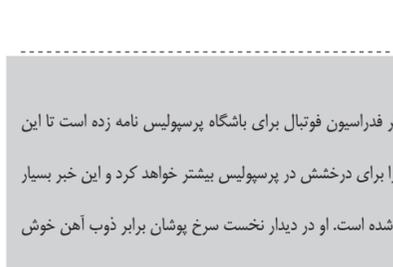 فدراسیون فوتبال برای باشگاه پرسپولیس نامه زده است تا این
برای درخشش در پرسپولیس بیشتر خواهد کرد و این خبر بسیار
شده است. او در دیدار نخست سرخ پوشان برابر ذوب آهن خوش